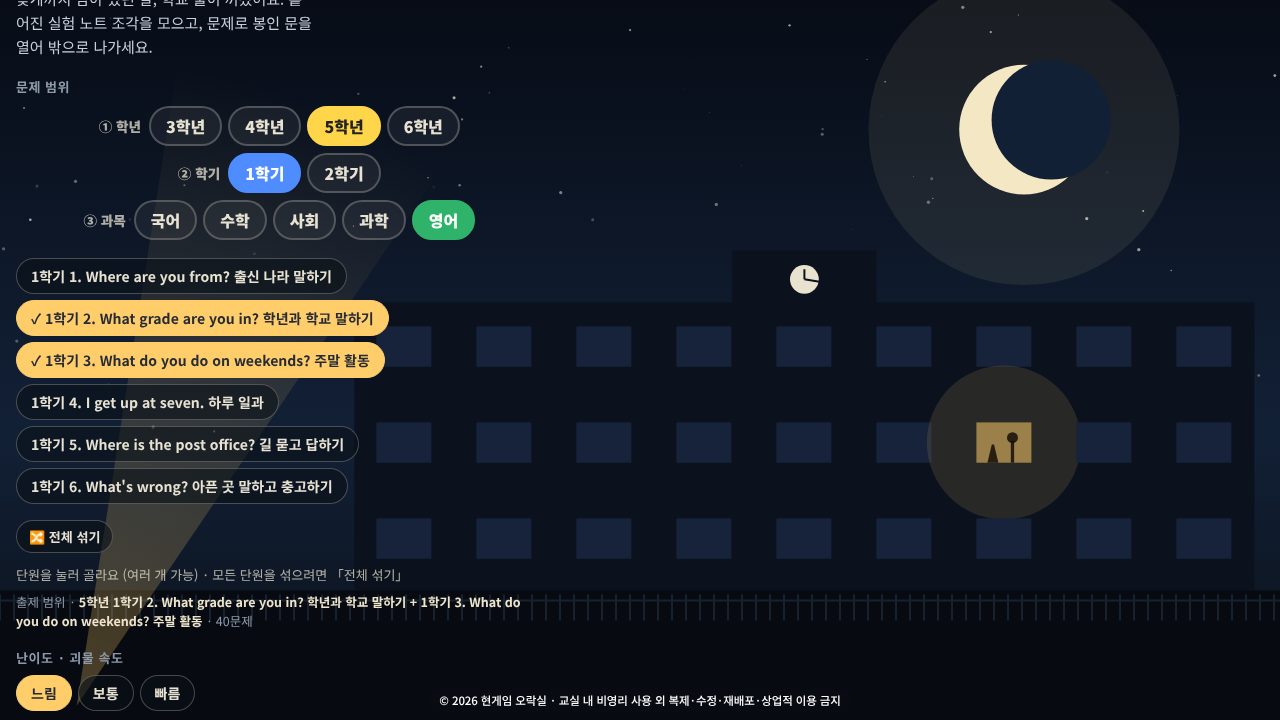 어진 실험 노트 조각을 모으고, 문제로 봉인 문을
열어 밖으로 나가세요.
문제 범위
① 학년 3학년 4학년 5학년 6학년
② 학기 1학기 2학기
③ 과목 국어 수학 사회 과학 영어
1학기 1. Where are you from? 출신 나라 말하기
✓ 1학기 2. What grade are you in? 학년과 학교 말하기
✓ 1학기 3. What do you do on weekends? 주말 활동
1학기 4. I get up at seven. 하루 일과
1학기 5. Where is the post office? 길 묻고 답하기
1학기 6. What's wrong? 아픈 곳 말하고 충고하기
🔀 전체 섞기
단원을 눌러 골라요 (여러 개 가능) · 모든 단원을 섞으려면 「전체 섞기」
출제 범위 · 5학년 1학기 2. What grade are you in? 학년과 학교 말하기 + 1학기 3. What do
you do on weekends? 주말 활동 · 40문제
난이도 · 괴물 속도
느림 보통 빠름
© 2026 현게임 오락실 · 교실 내 비영리 사용 외 복제·수정·재배포·상업적 이용 금지